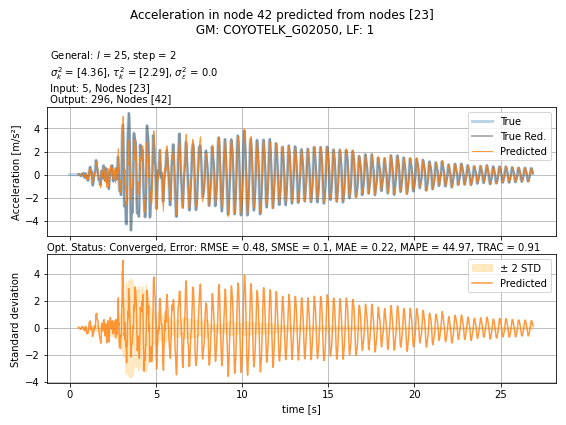 Acceleration in node 42 predicted from nodes [23]
GM: COYOTELK_G02050, LF: 1
General: l = 25, step = 2
σ²ₖ = [4.36], τ²ₖ = [2.29], σ²ₑ = 0.0
Input: 5, Nodes [23]
Output: 296, Nodes [42]
Acceleration [m/s²]
4
2
0
−2
−4
True
True Red.
Predicted
Opt. Status: Converged, Error: RMSE = 0.48, SMSE = 0.1, MAE = 0.22, MAPE = 44.97, TRAC = 0.91
Standard deviation
4
2
0
−2
−4
± 2 STD
Predicted
0
5
10
15
20
25
time [s]